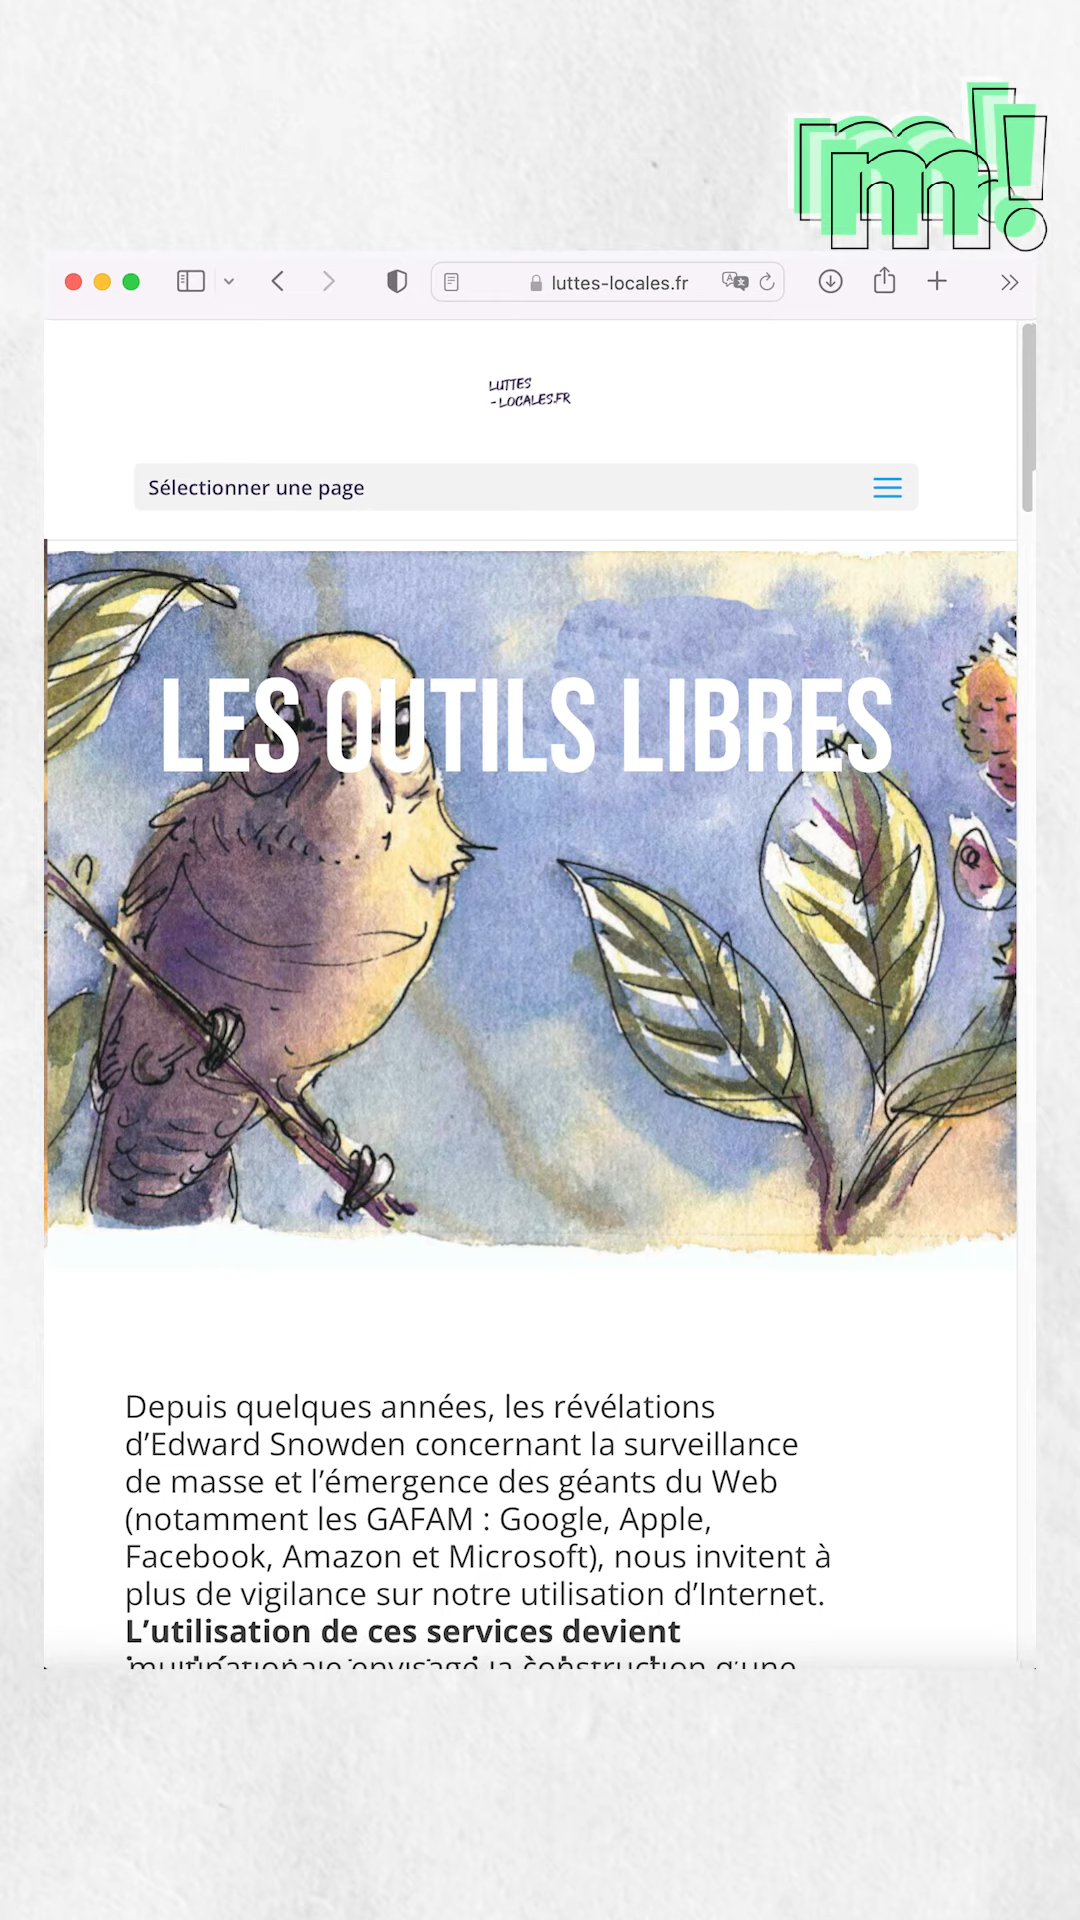 m!
luttes-locales.fr
LUTTES
-LOCALES.FR
Sélectionner une page
LES OUTILS LIBRES
Depuis quelques années, les révélations
d’Edward Snowden concernant la surveillance
de masse et l’émergence des géants du Web
(notamment les GAFAM : Google, Apple,
Facebook, Amazon et Microsoft), nous invitent à
plus de vigilance sur notre utilisation d’Internet.
L’utilisation de ces services devient